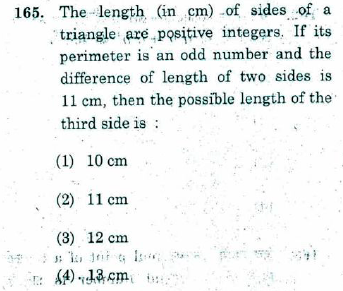 165. The length (in cm) of sides of a
triangle are positive integers. If its
perimeter is an odd number and the
difference of length of two sides is
11 cm, then the possible length of the
third side is :
(1) 10 cm
(2) 11 cm
(3) 12 cm
(4) 13 cm